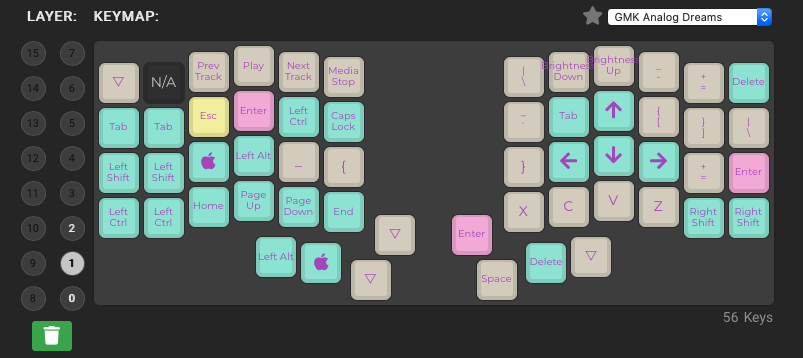 LAYER: KEYMAP: GMK Analog Dreams
15 7
14 6
13 5
12 4
11 3
10 2
9 1
8 0
▽
N/A
Prev
Track
Play
Next
Track
Media
Stop
|
\
Brightness
Down
Brightness
Up
_
-
+
=
Delete
Tab
Tab
Esc
Enter
Left
Ctrl
Caps
Lock
Tab
{
[
}
]
|
\
Left
Shift
Left
Shift
Left Alt
_
{
}
+
=
Enter
Left
Ctrl
Left
Ctrl
Home
Page
Up
Page
Down
End
X
C
V
Z
Right
Shift
Right
Shift
▽
Enter
Left Alt
▽
Space
Delete
▽
56 Keys